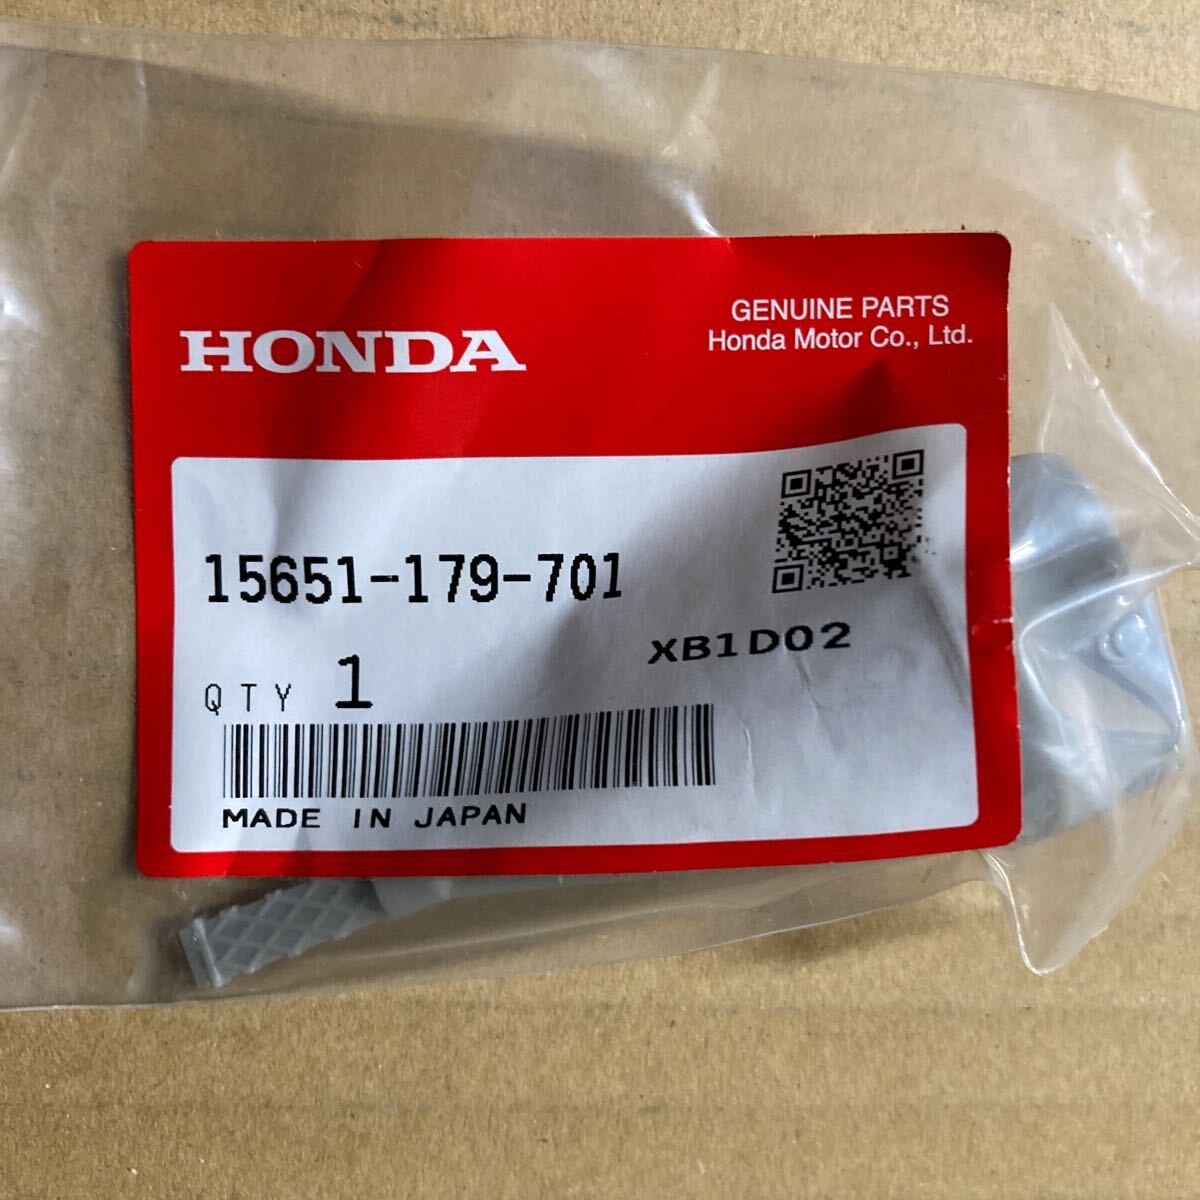 HONDA
GENUINE PARTS
Honda Motor Co., Ltd.
15651-179-701
XB1D02
QTY 1
MADE IN JAPAN